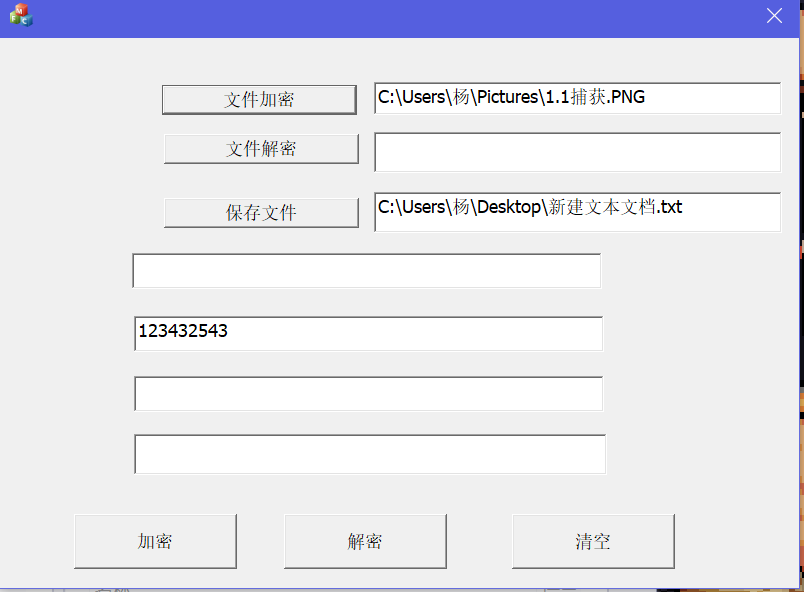 文件加密
C:\Users\杨\Pictures\1.1捕获.PNG
文件解密
保存文件
C:\Users\杨\Desktop\新建文本文档.txt
123432543
加密
解密
清空